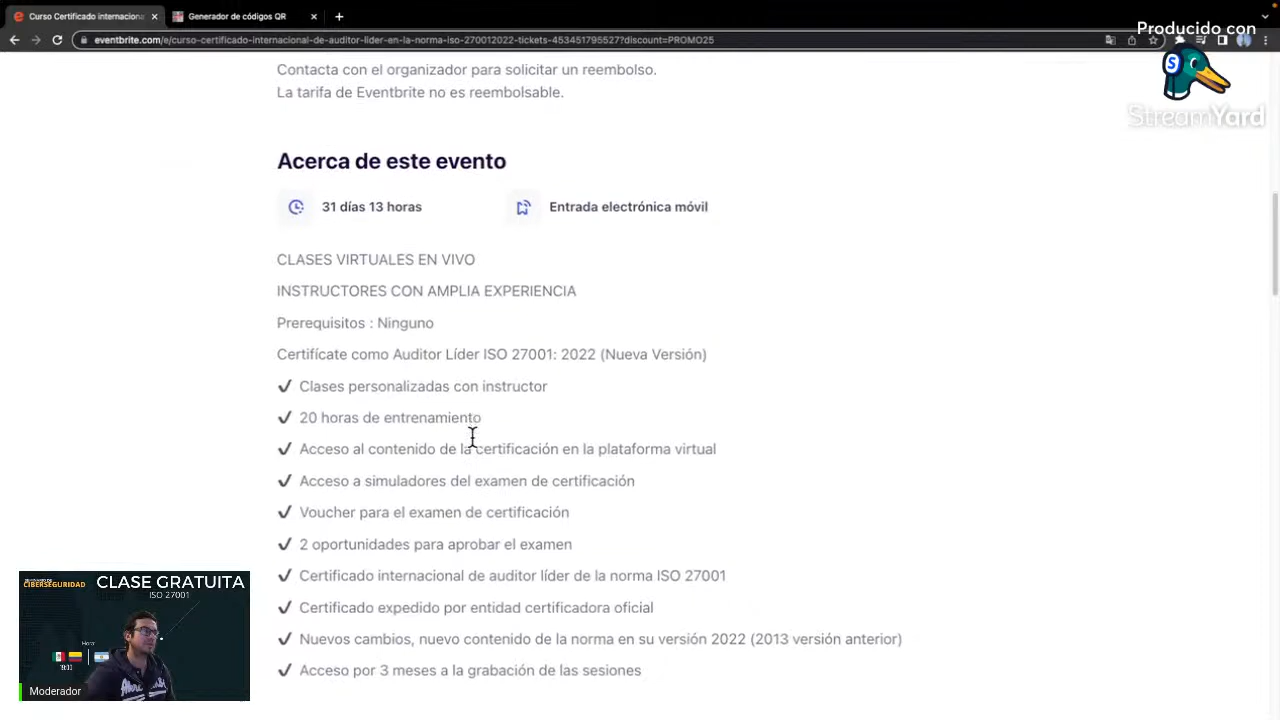 Curso Certificado internaciona
Generador de códigos QR
eventbrite.com/e/curso-certificado-internacional-de-auditor-lider-en-la-norma-iso-270012022-tickets-453451795527?discount=PROMO25
Producido con
StreamYard
Contacta con el organizador para solicitar un reembolso.
La tarifa de Eventbrite no es reembolsable.
Acerca de este evento
31 días 13 horas
Entrada electrónica móvil
CLASES VIRTUALES EN VIVO
INSTRUCTORES CON AMPLIA EXPERIENCIA
Prerequisitos : Ninguno
Certifícate como Auditor Líder ISO 27001: 2022 (Nueva Versión)
✔ Clases personalizadas con instructor
✔ 20 horas de entrenamiento
✔ Acceso al contenido de la certificación en la plataforma virtual
✔ Acceso a simuladores del examen de certificación
✔ Voucher para el examen de certificación
✔ 2 oportunidades para aprobar el examen
✔ Certificado internacional de auditor líder de la norma ISO 27001
✔ Certificado expedido por entidad certificadora oficial
✔ Nuevos cambios, nuevo contenido de la norma en su versión 2022 (2013 versión anterior)
✔ Acceso por 3 meses a la grabación de las sesiones
CIBERSEGURIDAD
CLASE GRATUITA
ISO 27001
Hora
Moderador